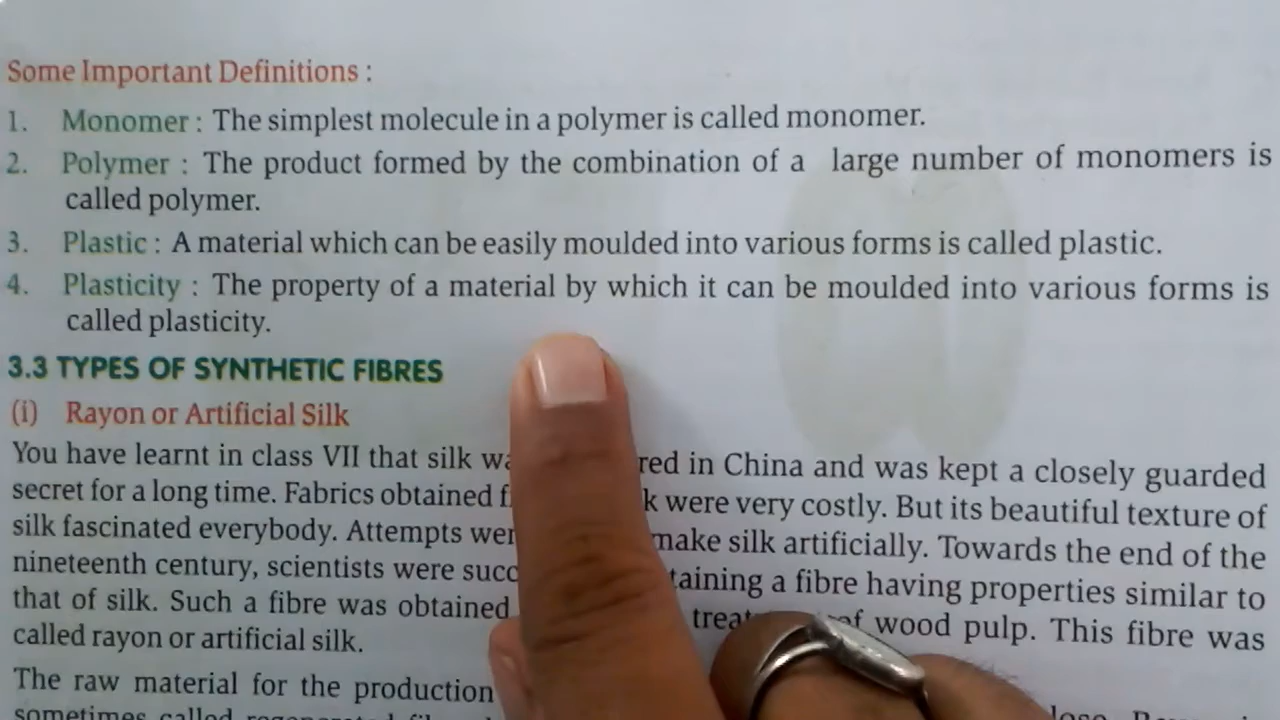 Some Important Definitions :
1. Monomer : The simplest molecule in a polymer is called monomer.
2. Polymer : The product formed by the combination of a large number of monomers is
called polymer.
3. Plastic : A material which can be easily moulded into various forms is called plastic.
4. Plasticity : The property of a material by which it can be moulded into various forms is
called plasticity.
3.3 TYPES OF SYNTHETIC FIBRES
(i) Rayon or Artificial Silk
You have learnt in class VII that silk in China and was kept a closely guarded
secret for a long time. Fabrics obtained were very costly. But its beautiful texture of
silk fascinated everybody. Attempts make silk artificially. Towards the end of the
nineteenth century, scientists were a fibre having properties similar to
that of silk. Such a fibre was obtained of wood pulp. This fibre was
called rayon or artificial silk.
The raw material for the production
sometimes called